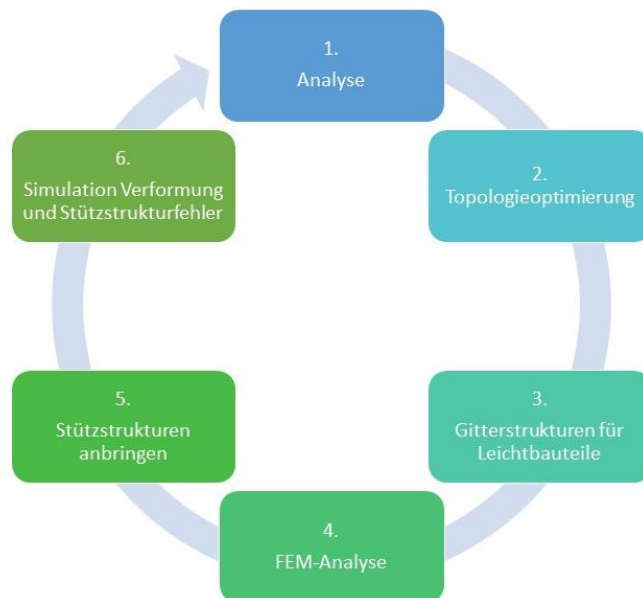 1.
Analyse
2.
Topologieoptimierung
3.
Gitterstrukturen für
Leichtbauteile
4.
FEM-Analyse
5.
Stützstrukturen
anbringen
6.
Simulation Verformung
und Stützstrukturfehler